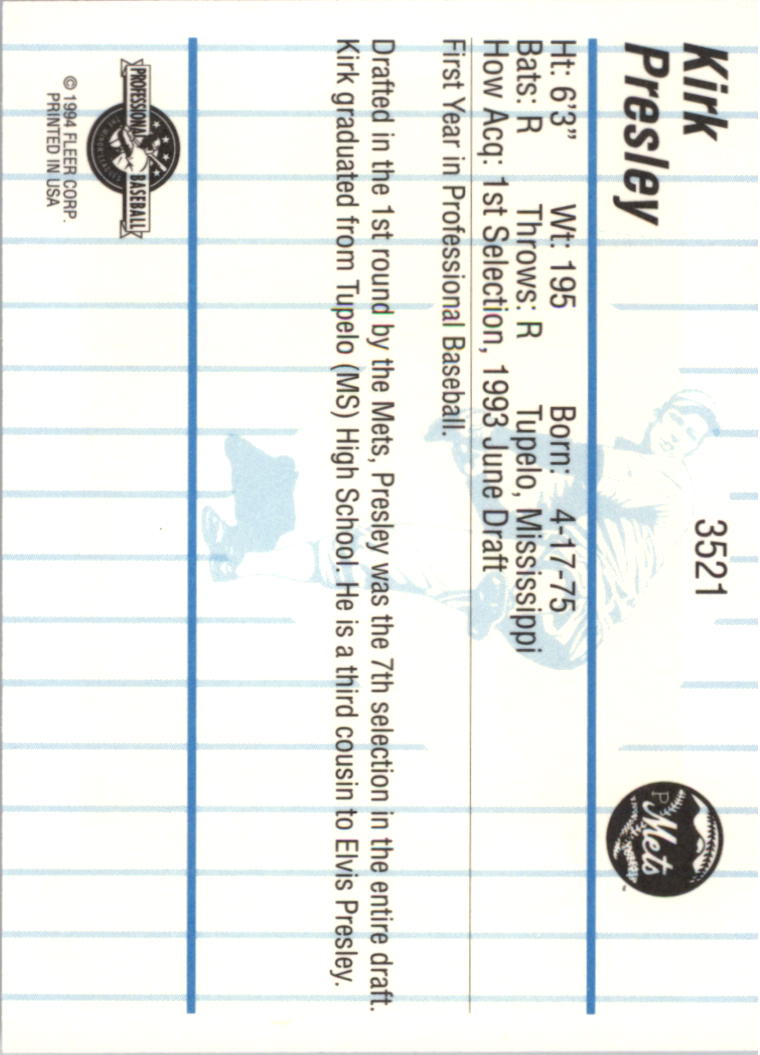 Kirk
Presley
3521
P
Mets
Ht: 6'3" Wt: 195 Born: 4-17-75
Bats: R Throws: R Tupelo, Mississippi
How Acq: 1st Selection, 1993 June Draft
First Year in Professional Baseball.
Drafted in the 1st round by the Mets, Presley was the 7th selection in the entire draft.
Kirk graduated from Tupelo (MS) High School. He is a third cousin to Elvis Presley.
PROFESSIONAL BASEBALL
© 1994 FLEER CORP.
PRINTED IN USA